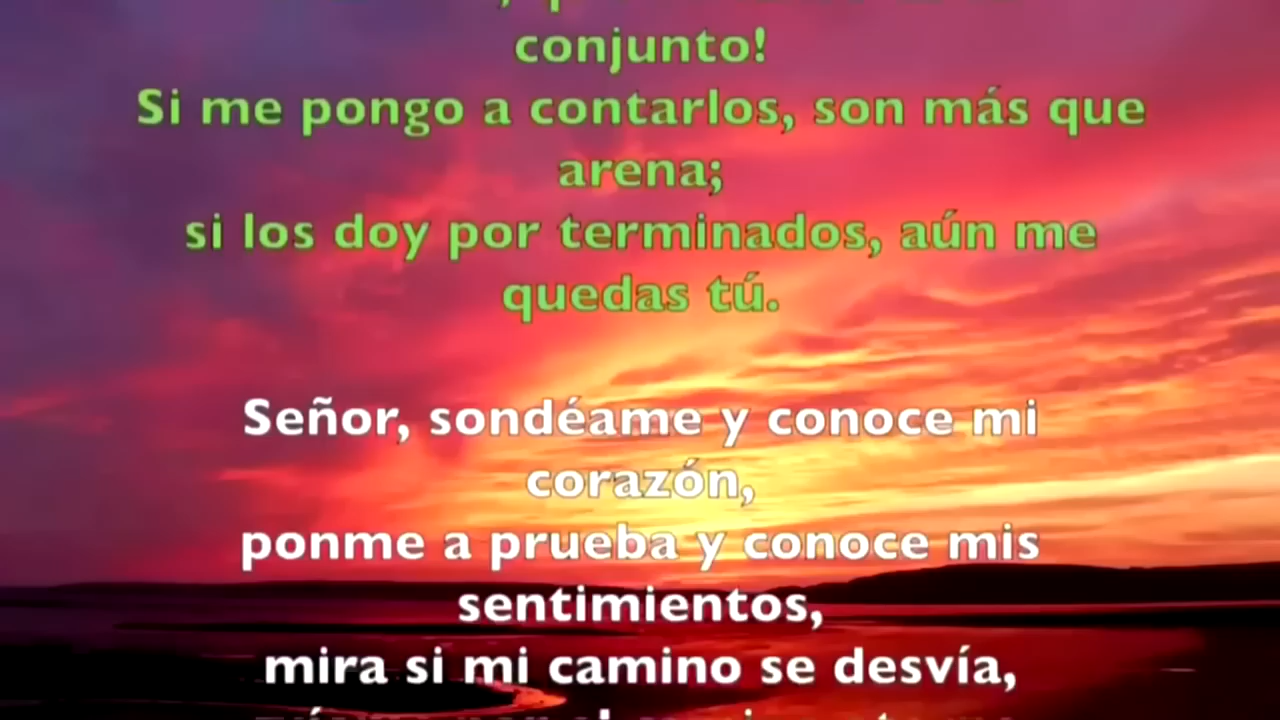 conjunto!
Si me pongo a contarlos, son más que
arena;
si los doy por terminados, aún me
quedas tú.
Señor, sondéame y conoce mi
corazón,
ponme a prueba y conoce mis
sentimientos,
mira si mi camino se desvía,